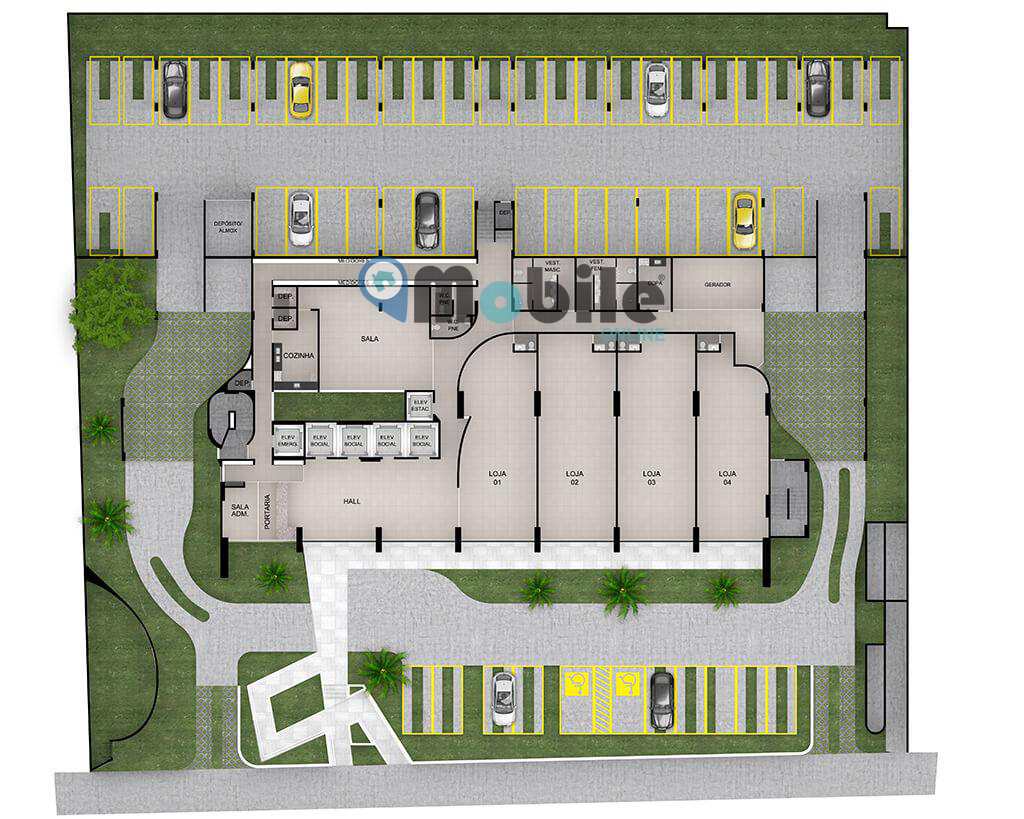 DEP.
DEPÓSITO/
ALMOX
MEDIDORES
VEST.
MASC.
VEST.
FEM.
COPA
GERADOR
Mobile®
ONLINE
MEDIDORES
DEP.
DEP.
W.C.
PNE
W.C.
PNE
SALA
COZINHA
DEP.
ELEV
ESTAC.
ELEV
EMERG.
ELEV
SOCIAL
ELEV
SOCIAL
ELEV
SOCIAL
ELEV
SOCIAL
LOJA
01
LOJA
02
LOJA
03
LOJA
04
SALA
ADM.
PORTARIA
HALL